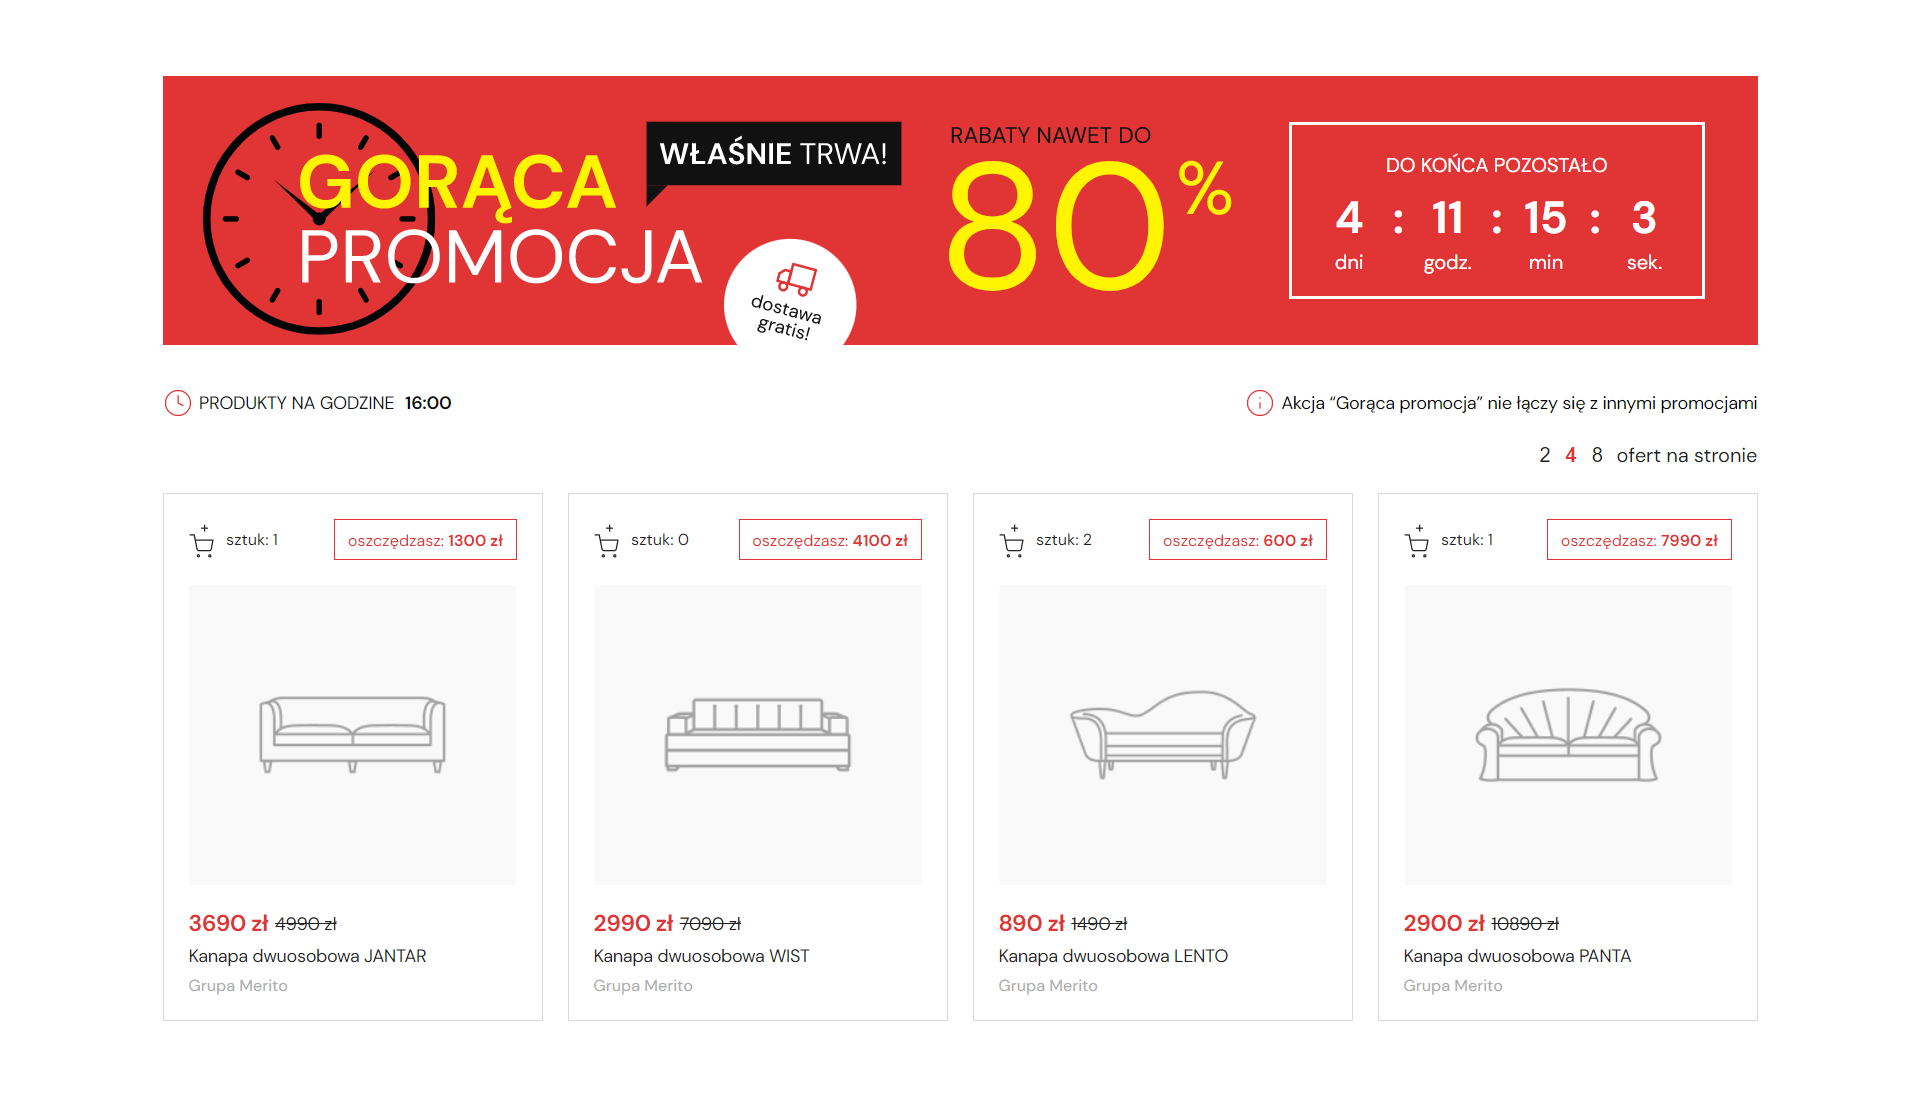 GORĄCA
PROMOCJA
WŁAŚNIE TRWA!
dostawa
gratis!
RABATY NAWET DO
80%
DO KOŃCA POZOSTAŁO
4 : 11 : 15 : 3
dni godz. min sek.
PRODUKTY NA GODZINE 16:00
Akcja “Gorąca promocja” nie łączy się z innymi promocjami
2 4 8 ofert na stronie
sztuk: 1 oszczędzasz: 1300 zł
3690 zł 4990 zł
Kanapa dwuosobowa JANTAR
Grupa Merito
sztuk: 0 oszczędzasz: 4100 zł
2990 zł 7090 zł
Kanapa dwuosobowa WIST
Grupa Merito
sztuk: 2 oszczędzasz: 600 zł
890 zł 1490 zł
Kanapa dwuosobowa LENTO
Grupa Merito
sztuk: 1 oszczędzasz: 7990 zł
2900 zł 10890 zł
Kanapa dwuosobowa PANTA
Grupa Merito